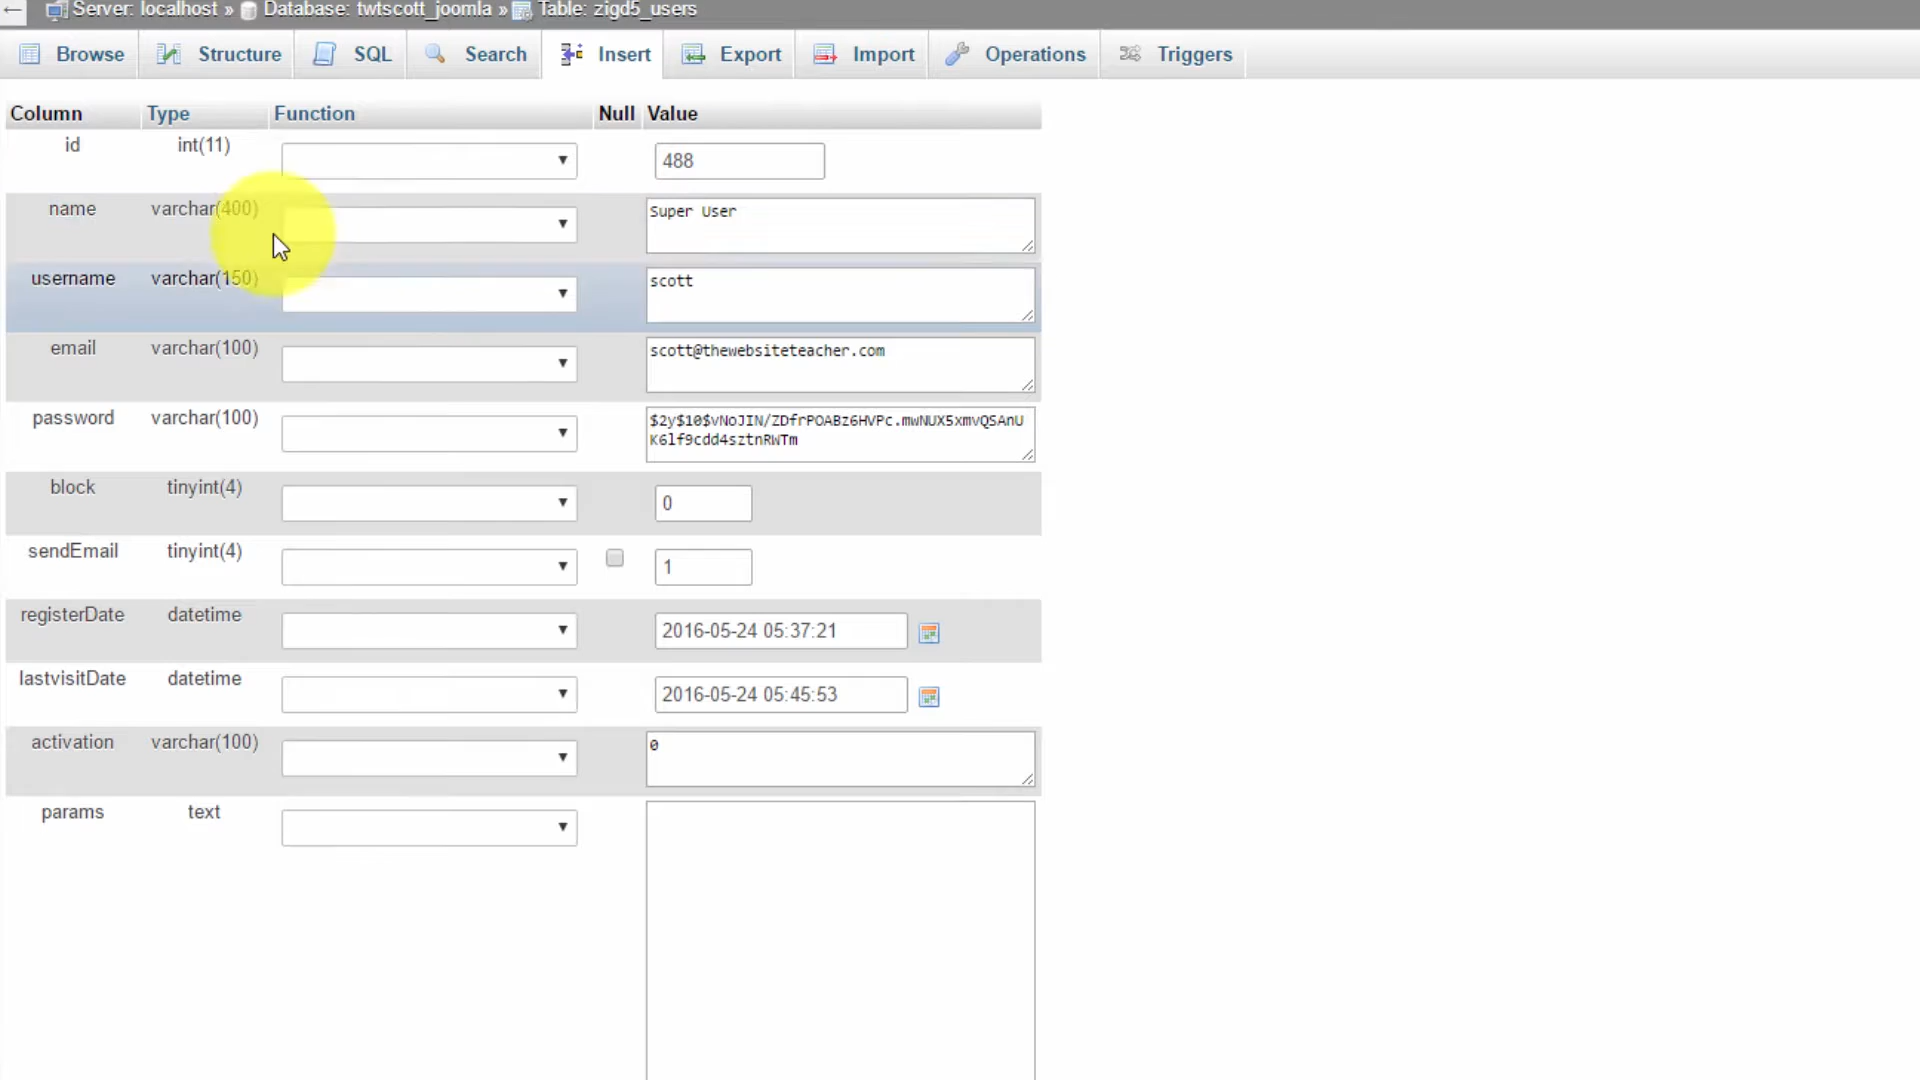 Server: localhost » Database: twtscott_joomla » Table: zigd5_users
Browse Structure SQL Search Insert Export Import Operations Triggers
Column Type Function Null Value
id int(11) 488
name varchar(400) Super User
username varchar(150) scott
email varchar(100) scott@thewebsiteteacher.com
password varchar(100) $2y$10$vNoJIN/ZDfrPOABz6HVPc.mwNUX5xmvQSAnU
K6lf9cdd4sztnRWTm
block tinyint(4) 0
sendEmail tinyint(4) 1
registerDate datetime 2016-05-24 05:37:21
lastvisitDate datetime 2016-05-24 05:45:53
activation varchar(100) 0
params text